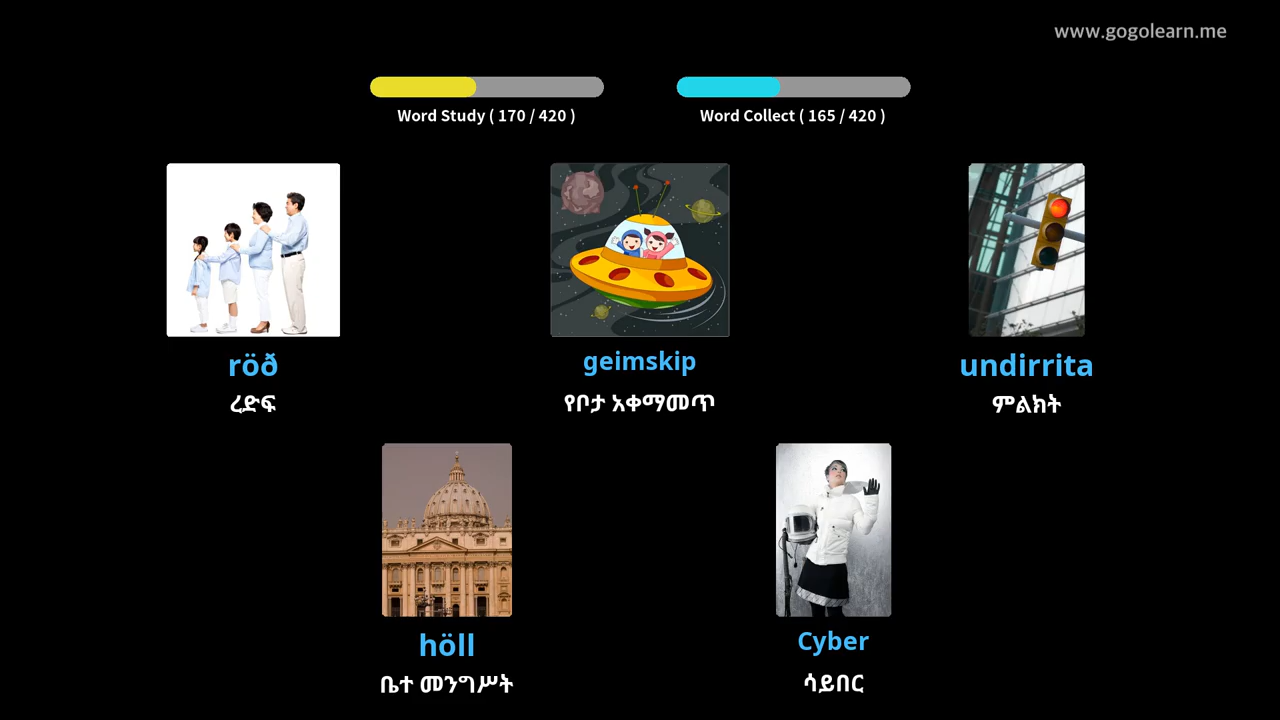 www.gogolearn.me
Word Study ( 170 / 420 )
Word Collect ( 165 / 420 )
röð
ረድፍ
geimskip
የቦታ አቀማመጥ
undirrita
ምልክት
höll
ቤተ መንግሥት
Cyber
ሳይበር